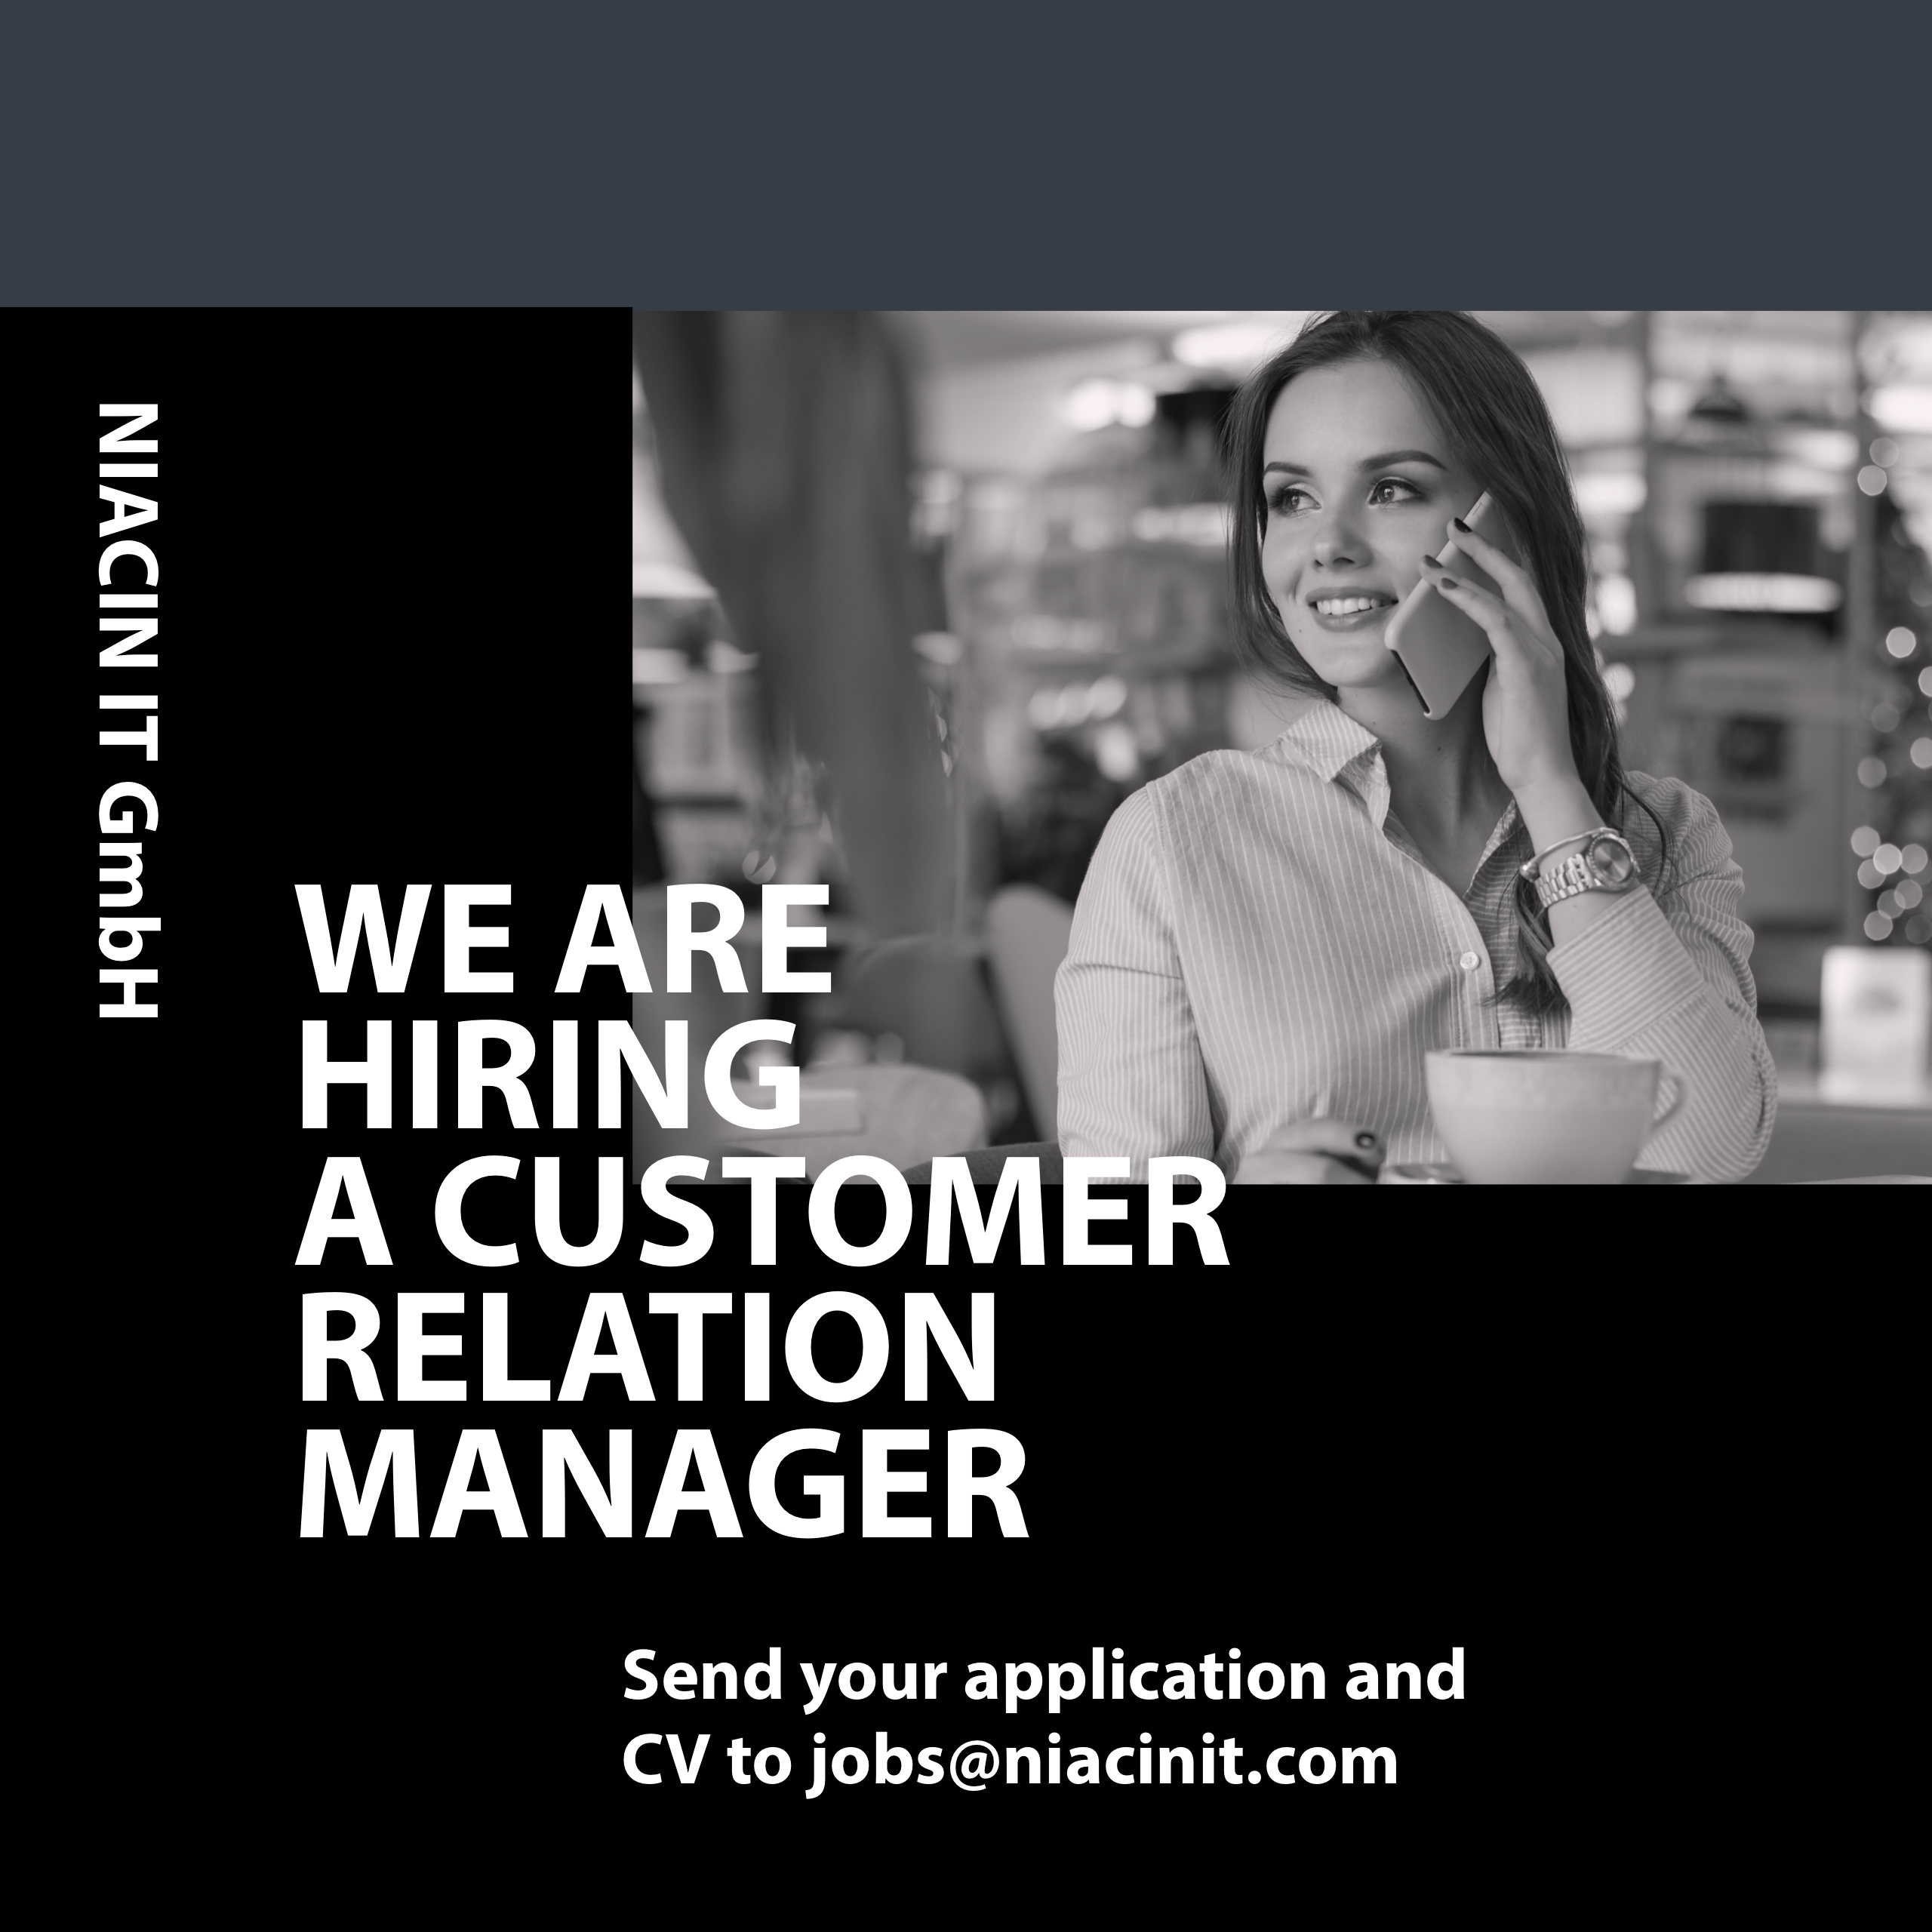 NIACIN IT GmbH
WE ARE
HIRING
A CUSTOMER
RELATION
MANAGER
Send your application and
CV to jobs@niacinit.com